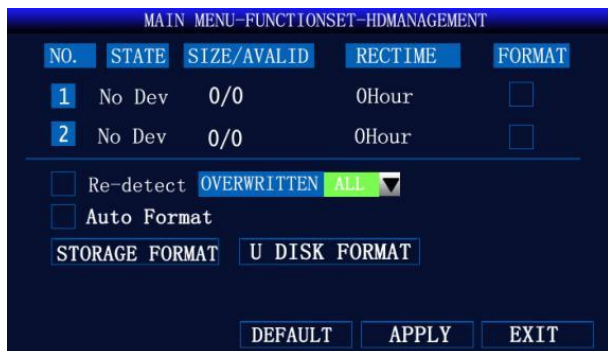 MAIN MENU-FUNCTIONSET-HDMANAGEMENT
NO. STATE SIZE/AVALID RECTIME FORMAT
1 No Dev 0/0 0Hour
2 No Dev 0/0 0Hour
Re-detect OVERWRITTEN ALL
Auto Format
STORAGE FORMAT U DISK FORMAT
DEFAULT APPLY EXIT